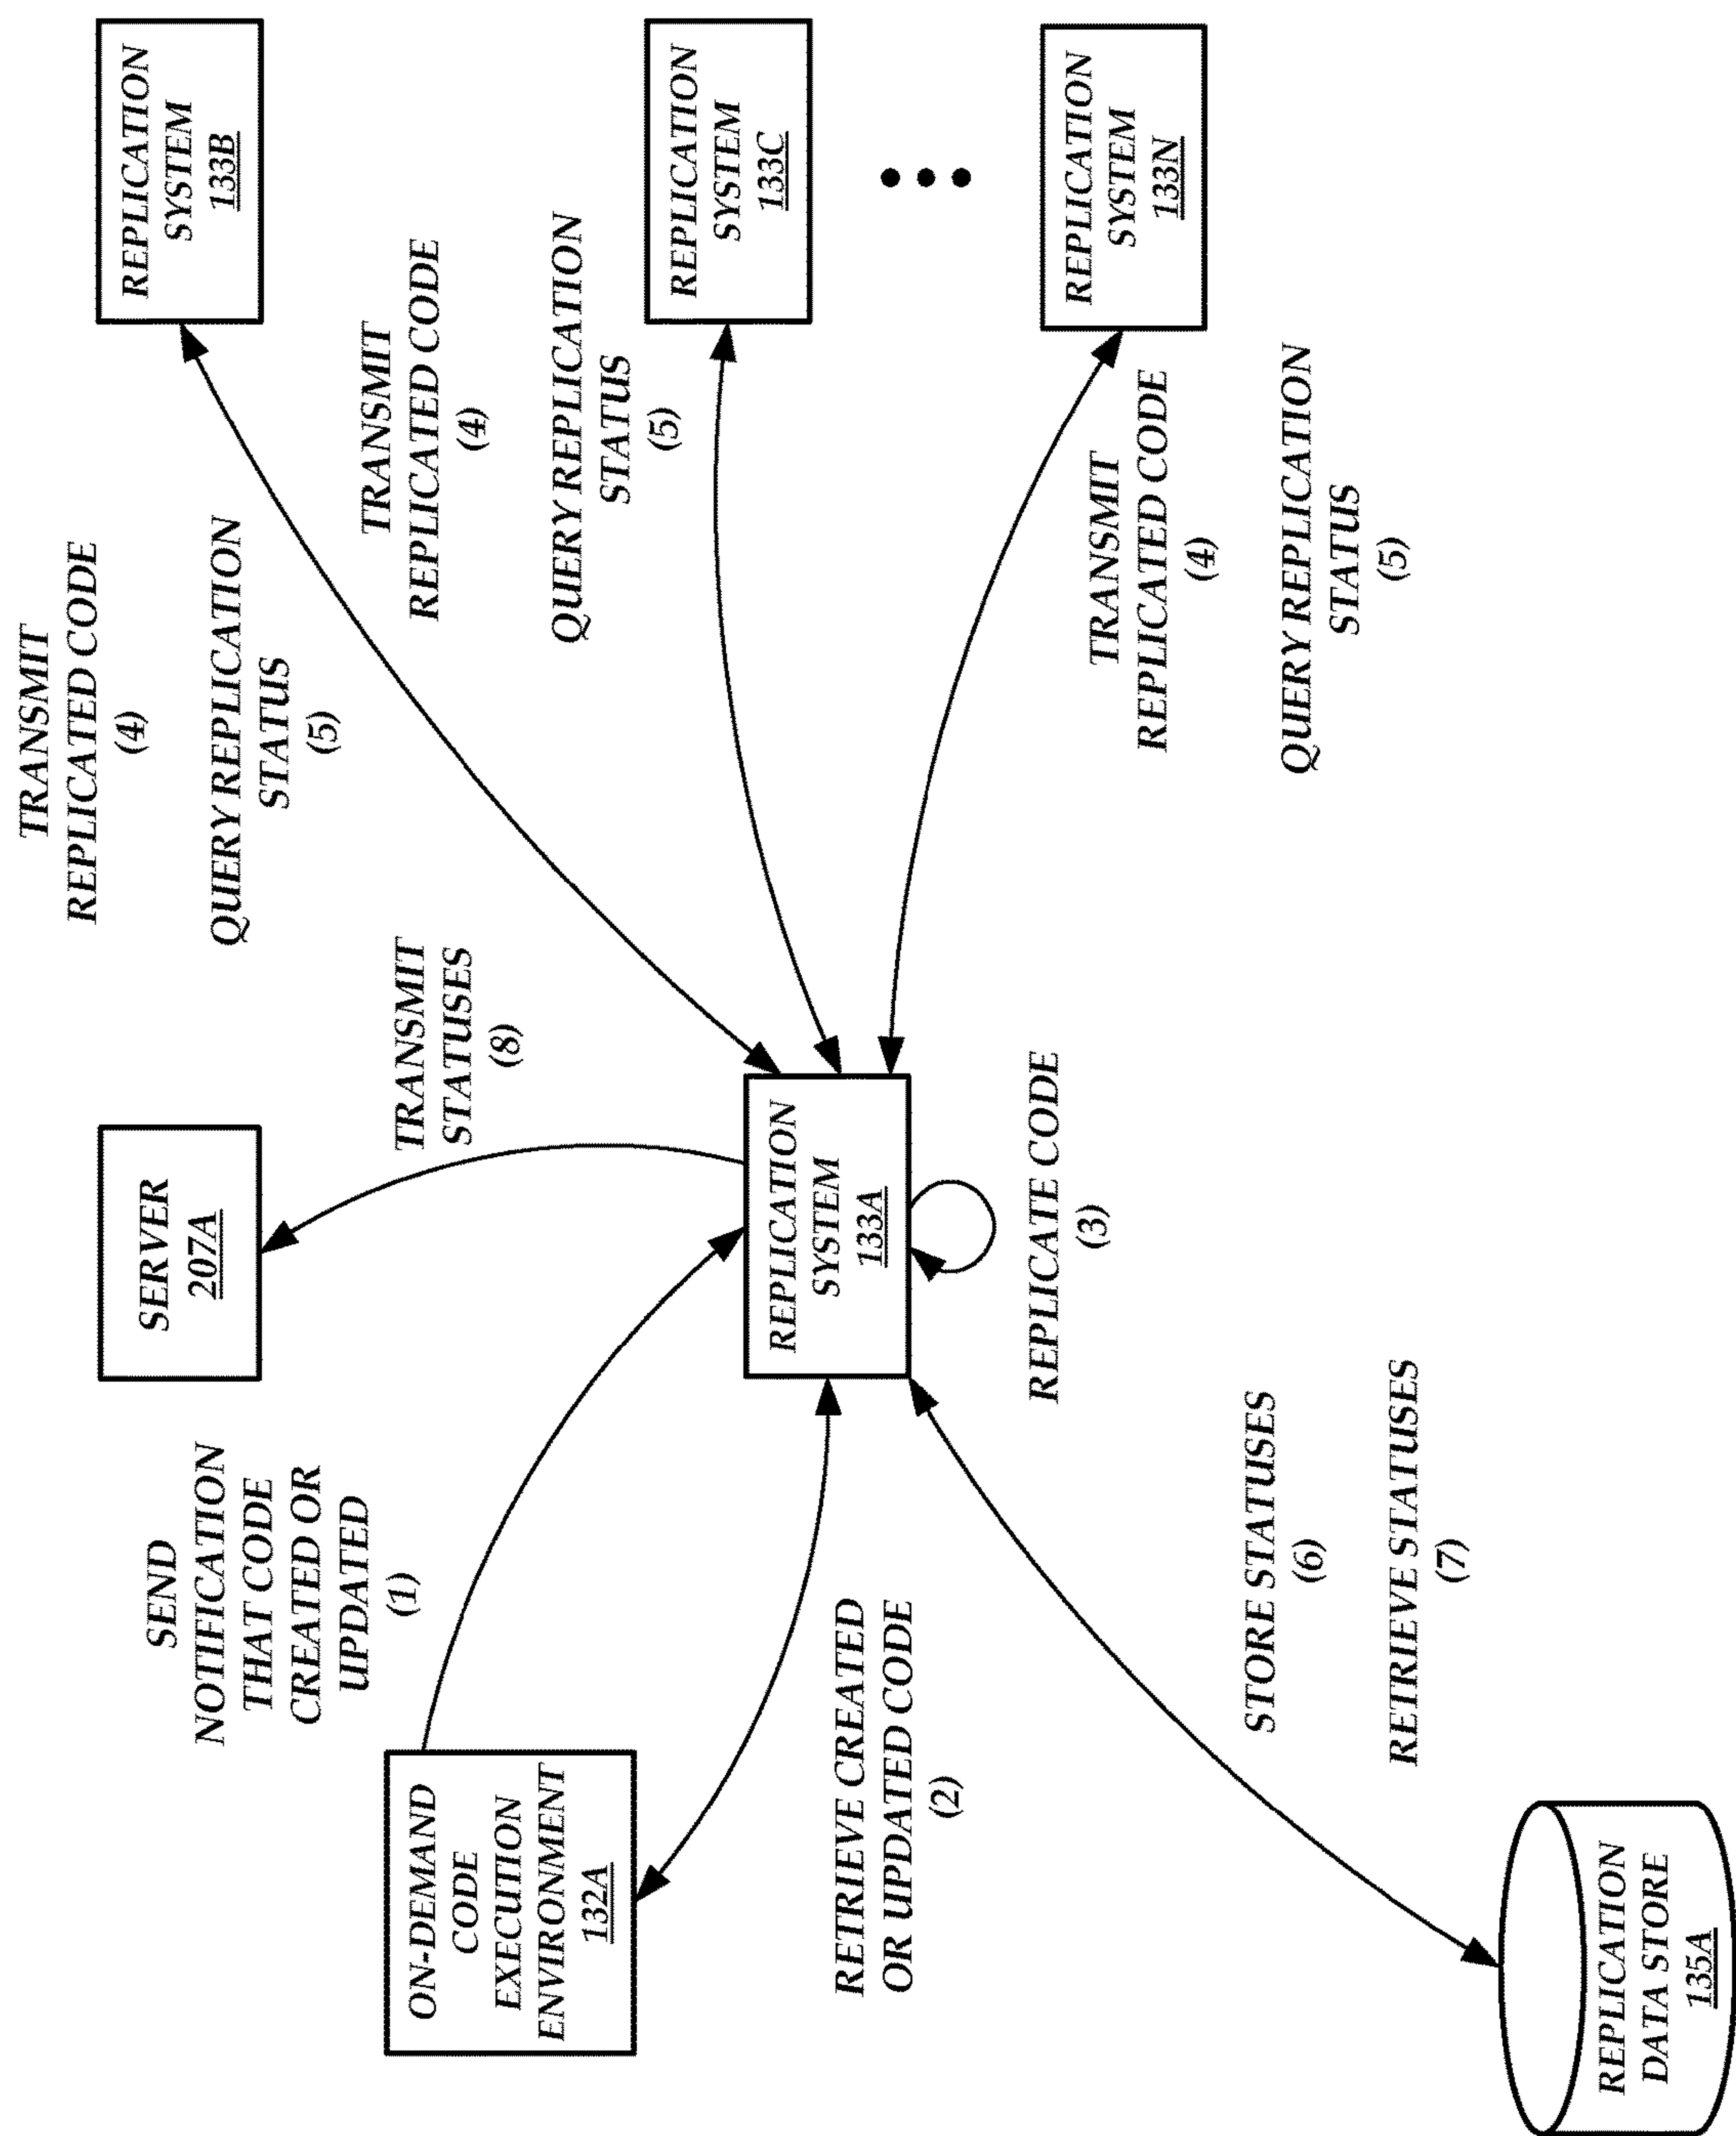 SEND
NOTIFICATION
THAT CODE
CREATED OR
UPDATED
(1)
ON-DEMAND
CODE
EXECUTION
ENVIRONMENT
132A
RETRIEVE CREATED
OR UPDATED CODE
(2)
SERVER
207A
TRANSMIT
STATUSES
(8)
REPLICATION
SYSTEM
133A
REPLICATE CODE
(3)
STORE STATUSES
(6)
RETRIEVE STATUSES
(7)
REPLICATION
DATA STORE
135A
TRANSMIT
REPLICATED CODE
(4)
QUERY REPLICATION
STATUS
(5)
REPLICATION
SYSTEM
133B
TRANSMIT
REPLICATED CODE
(4)
QUERY REPLICATION
STATUS
(5)
REPLICATION
SYSTEM
133C
TRANSMIT
REPLICATED CODE
(4)
QUERY REPLICATION
STATUS
(5)
REPLICATION
SYSTEM
133N